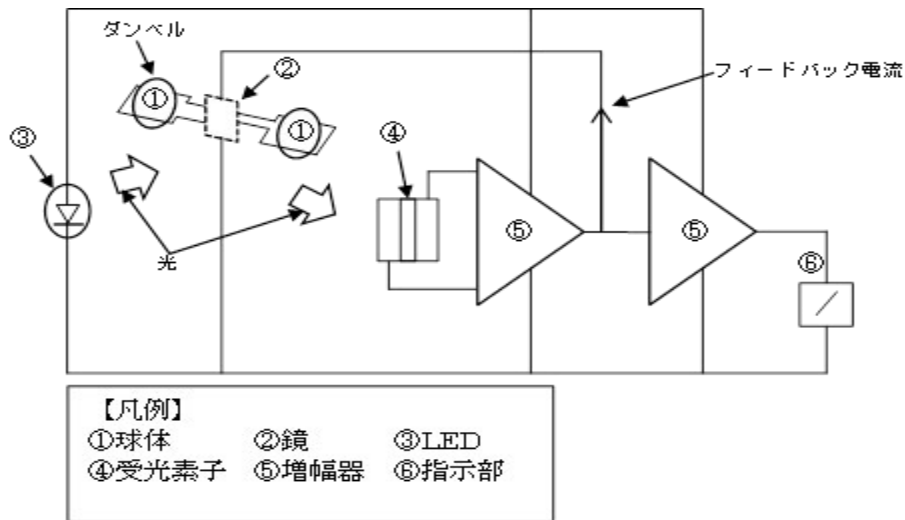 ダンベル
②
フィードバック電流
①
①
③
④
⑤
⑤
光
⑥
【凡例】
①球体 ②鏡 ③LED
④受光素子 ⑤増幅器 ⑥指示部